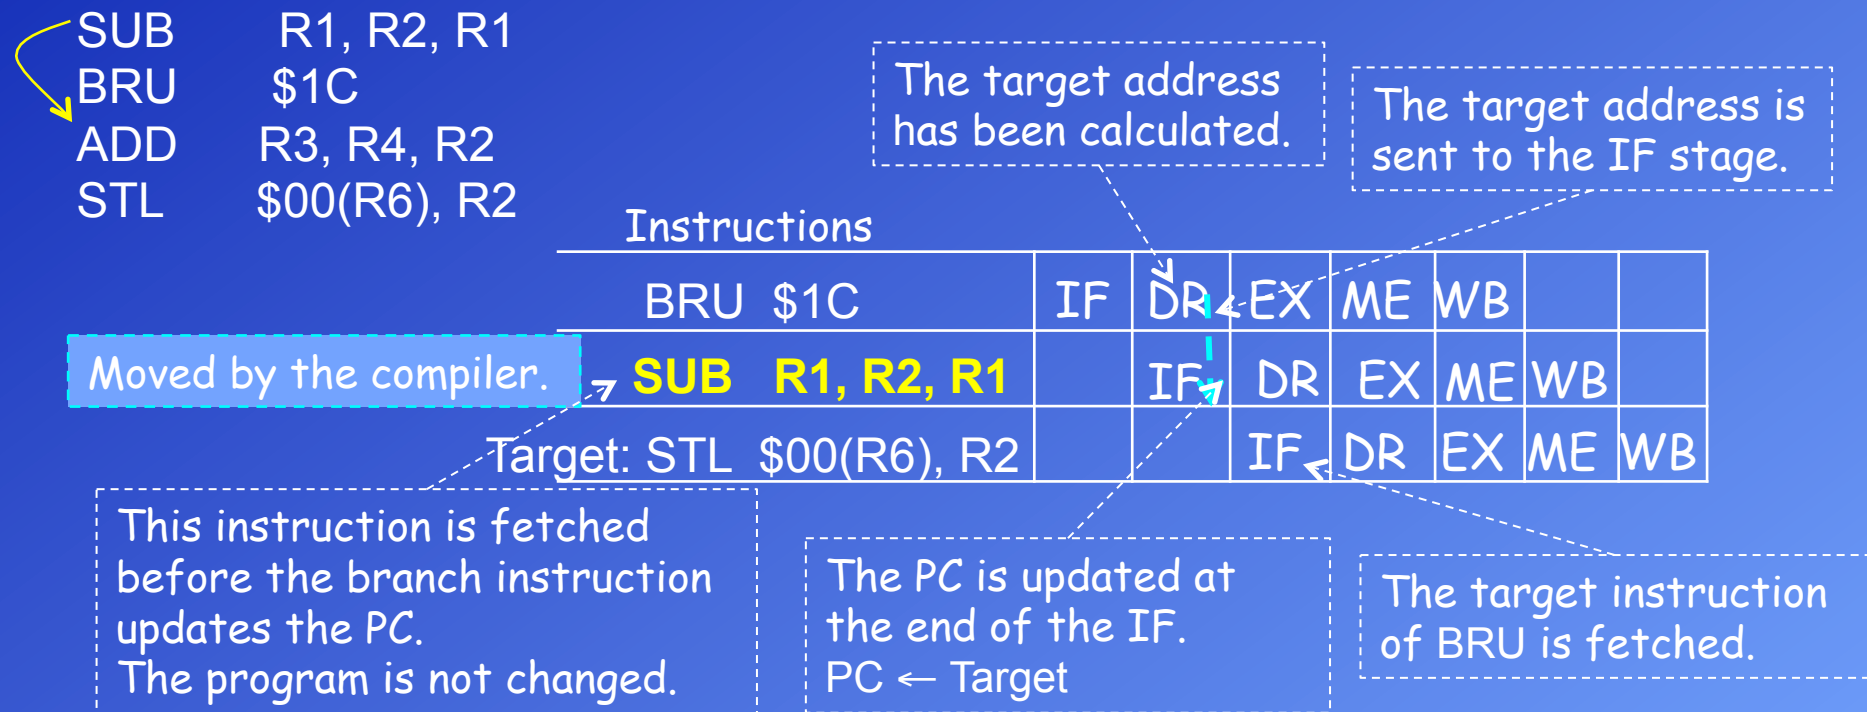 SUB R1, R2, R1
BRU $1C
ADD R3, R4, R2
STL $00(R6), R2
The target address
has been calculated.
The target address is
sent to the IF stage.
Instructions
BRU $1C IF DR EX ME WB
Moved by the compiler.
SUB R1, R2, R1 IF DR EX ME WB
Target: STL $00(R6), R2 IF DR EX ME WB
This instruction is fetched
before the branch instruction
updates the PC.
The program is not changed.
The PC is updated at
the end of the IF.
PC ← Target
The target instruction
of BRU is fetched.